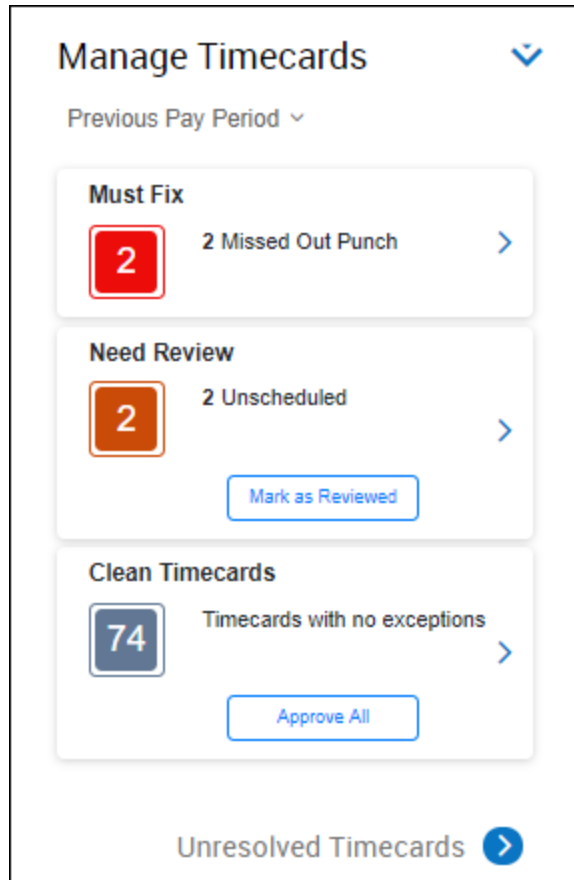 Manage Timecards
Previous Pay Period
Must Fix
2
2 Missed Out Punch
Need Review
2
2 Unscheduled
Mark as Reviewed
Clean Timecards
74
Timecards with no exceptions
Approve All
Unresolved Timecards